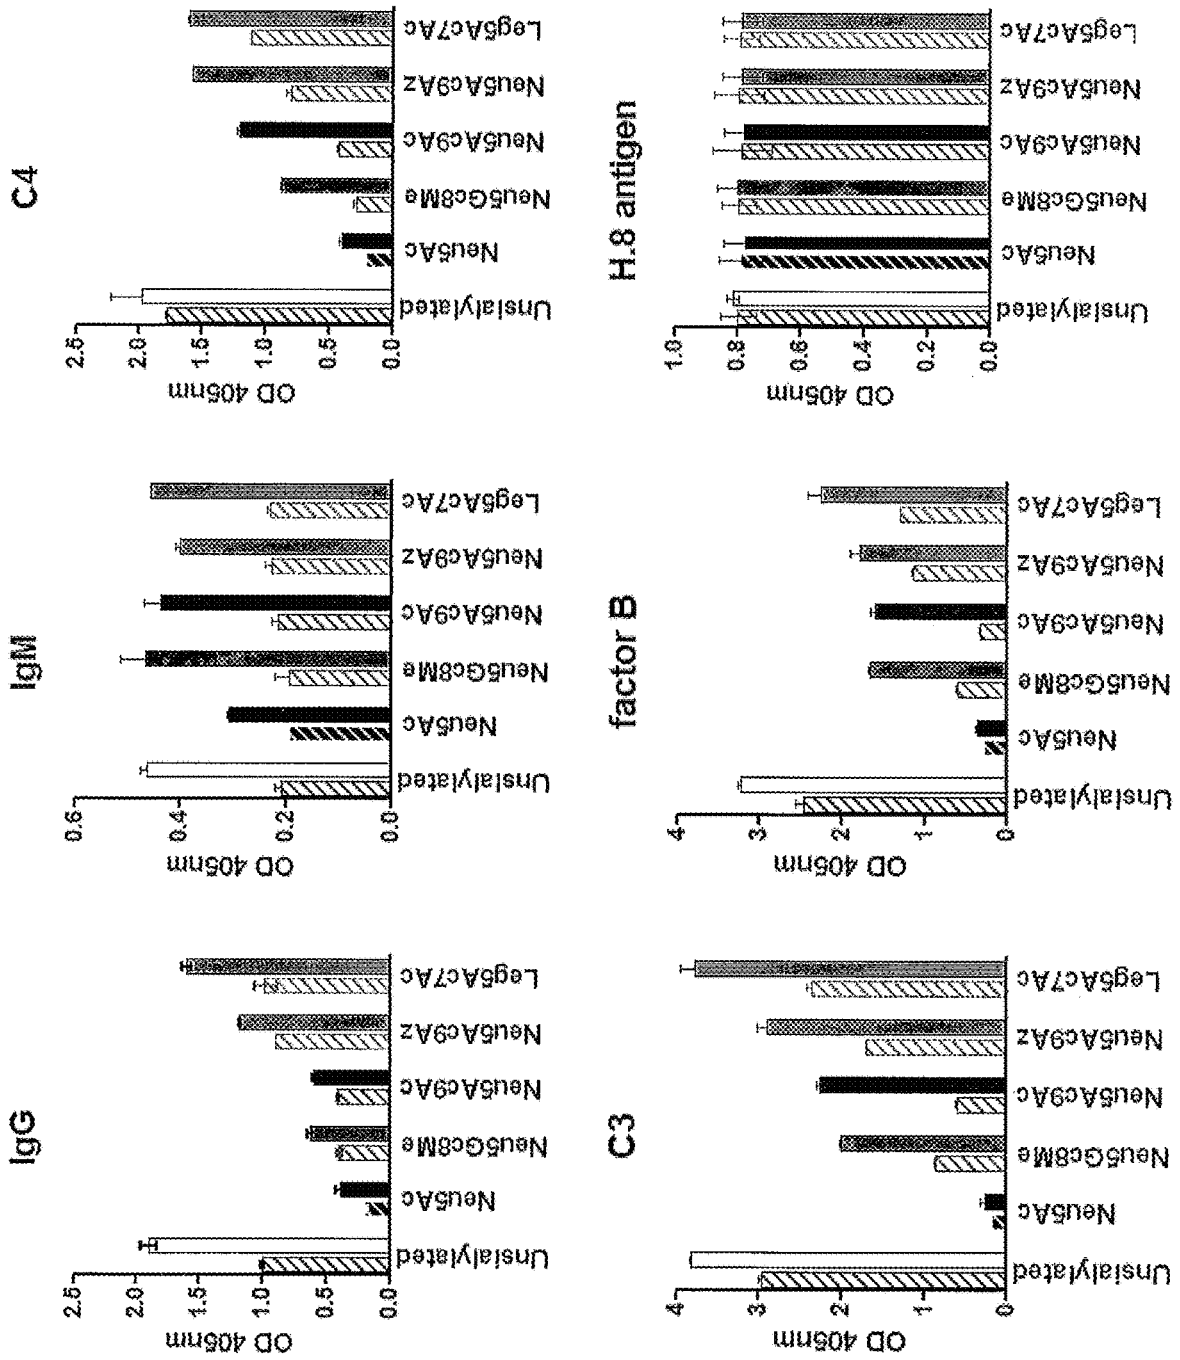 IgG
OD 405nm
2.5
2.0
1.5
1.0
0.5
0.0
Unsialylated
Neu5Ac
Neu5Gc8Me
Neu5Ac9Ac
Neu5Ac9Az
Leg5Ac7Ac
IgM
OD 405nm
0.6
0.4
0.2
0.0
Unsialylated
Neu5Ac
Neu5Gc8Me
Neu5Ac9Ac
Neu5Ac9Az
Leg5Ac7Ac
C4
OD 405nm
2.5
2.0
1.5
1.0
0.5
0.0
Unsialylated
Neu5Ac
Neu5Gc8Me
Neu5Ac9Ac
Neu5Ac9Az
Leg5Ac7Ac
C3
OD 405nm
4
3
2
1
0
Unsialylated
Neu5Ac
Neu5Gc8Me
Neu5Ac9Ac
Neu5Ac9Az
Leg5Ac7Ac
factor B
OD 405nm
4
3
2
1
0
Unsialylated
Neu5Ac
Neu5Gc8Me
Neu5Ac9Ac
Neu5Ac9Az
Leg5Ac7Ac
H.8 antigen
OD 405nm
1.0
0.8
0.6
0.4
0.2
0.0
Unsialylated
Neu5Ac
Neu5Gc8Me
Neu5Ac9Ac
Neu5Ac9Az
Leg5Ac7Ac